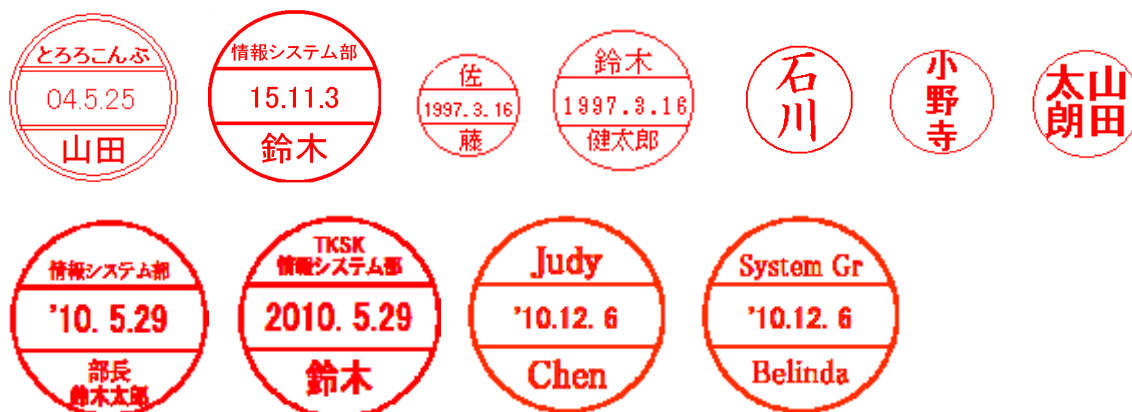 とろろこんぶ
04.5.25
山田
情報システム部
15.11.3
鈴木
佐
1997.3.16
藤
鈴木
1997.3.16
健太郎
石川
小野寺
山田
太朗
情報システム部
'10. 5.29
部長
鈴木太郎
TKSK
情報システム部
2010. 5.29
鈴木
Judy
'10.12. 6
Chen
System Gr
'10.12. 6
Belinda